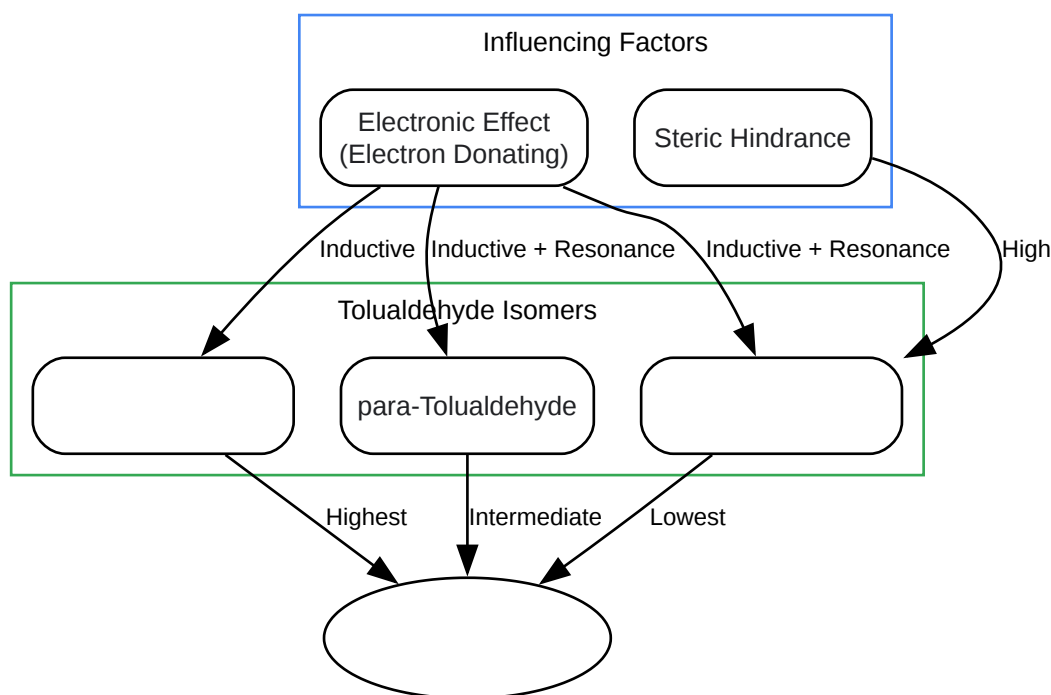 Influencing Factors
Electronic Effect
(Electron Donating)
Steric Hindrance
Inductive
Inductive + Resonance
Inductive + Resonance
High
Tolualdehyde Isomers
para-Tolualdehyde
Highest
Intermediate
Lowest